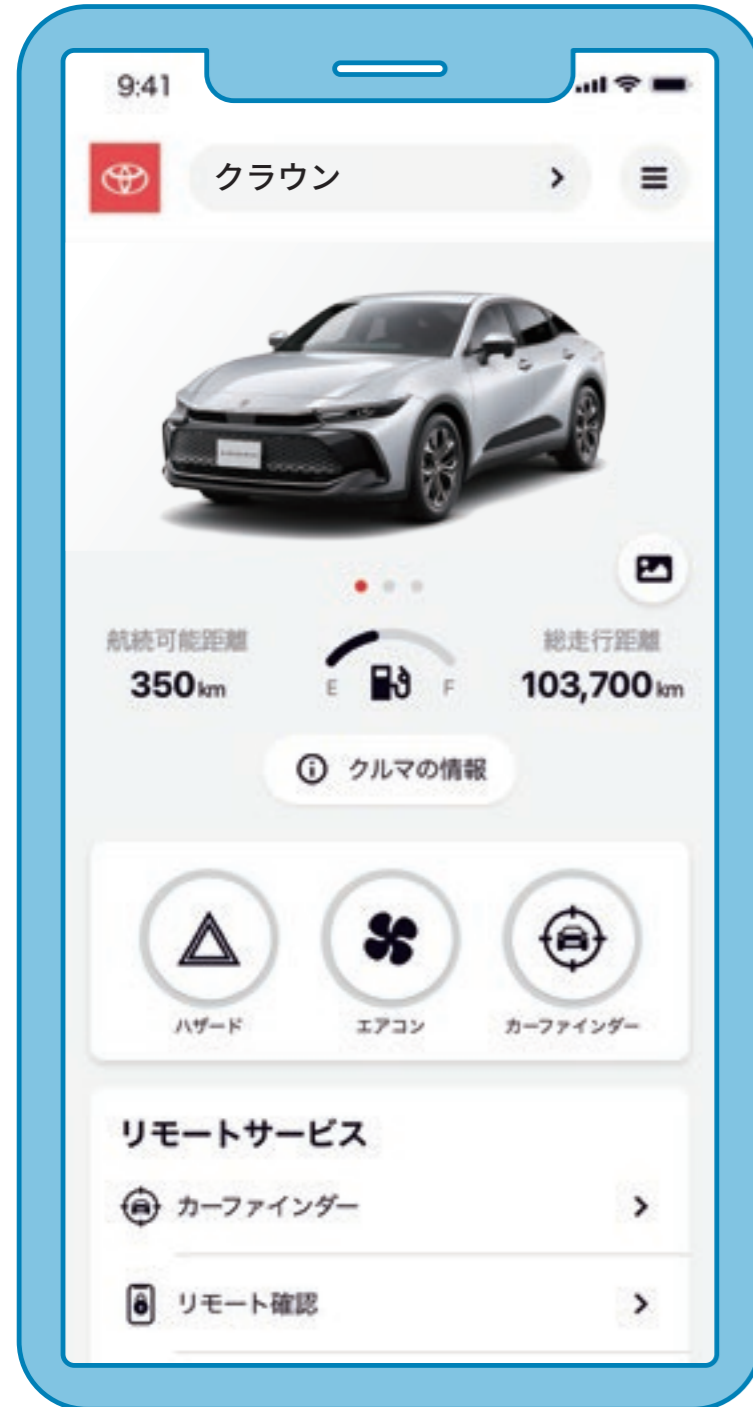 9:41
クラウン
航続可能距離
総走行距離
350km
E
F
103,700km
クルマの情報
ハザード
エアコン
カーファインダー
リモートサービス
カーファインダー
リモート確認